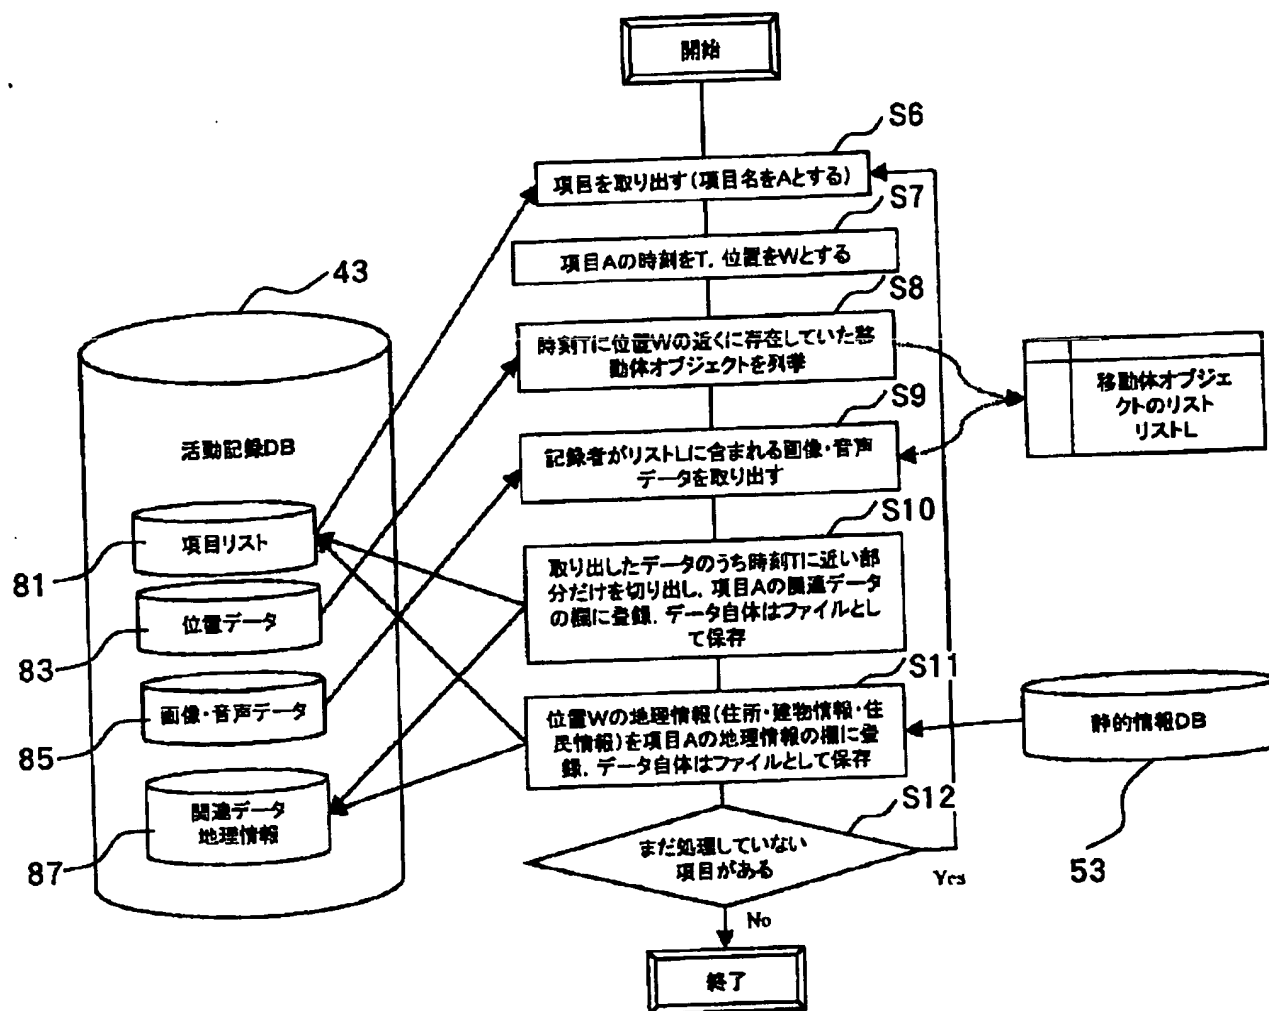 開始
S6
項目を取り出す(項目名をAとする)
S7
項目Aの時刻をT, 位置をWとする
S8
時刻Tに位置Wの近くに存在していた移
動体オブジェクトを列挙
移動体オブジェ
クトのリスト
リストL
S9
記録者がリストLに含まれる画像・音声
データを取り出す
S10
取り出したデータのうち時刻Tに近い部
分だけを切り出し, 項目Aの関連データ
の欄に登録. データ自体はファイルとし
て保存
S11
位置Wの地理情報(住所・建物情報・住
民情報)を項目Aの地理情報の欄に登
録. データ自体はファイルとして保存
静的情報DB
53
S12
まだ処理していない
項目がある
Yes
No
終了
43
活動記録DB
項目リスト
81
位置データ
83
画像・音声データ
85
関連データ
地理情報
87